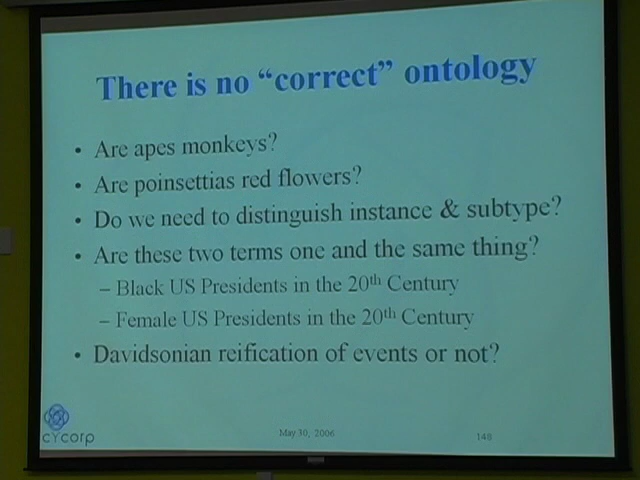 There is no “correct” ontology
• Are apes monkeys?
• Are poinsettias red flowers?
• Do we need to distinguish instance & subtype?
• Are these two terms one and the same thing?
– Black US Presidents in the 20th Century
– Female US Presidents in the 20th Century
• Davidsonian reification of events or not?
cycorp
May 30, 2006
148